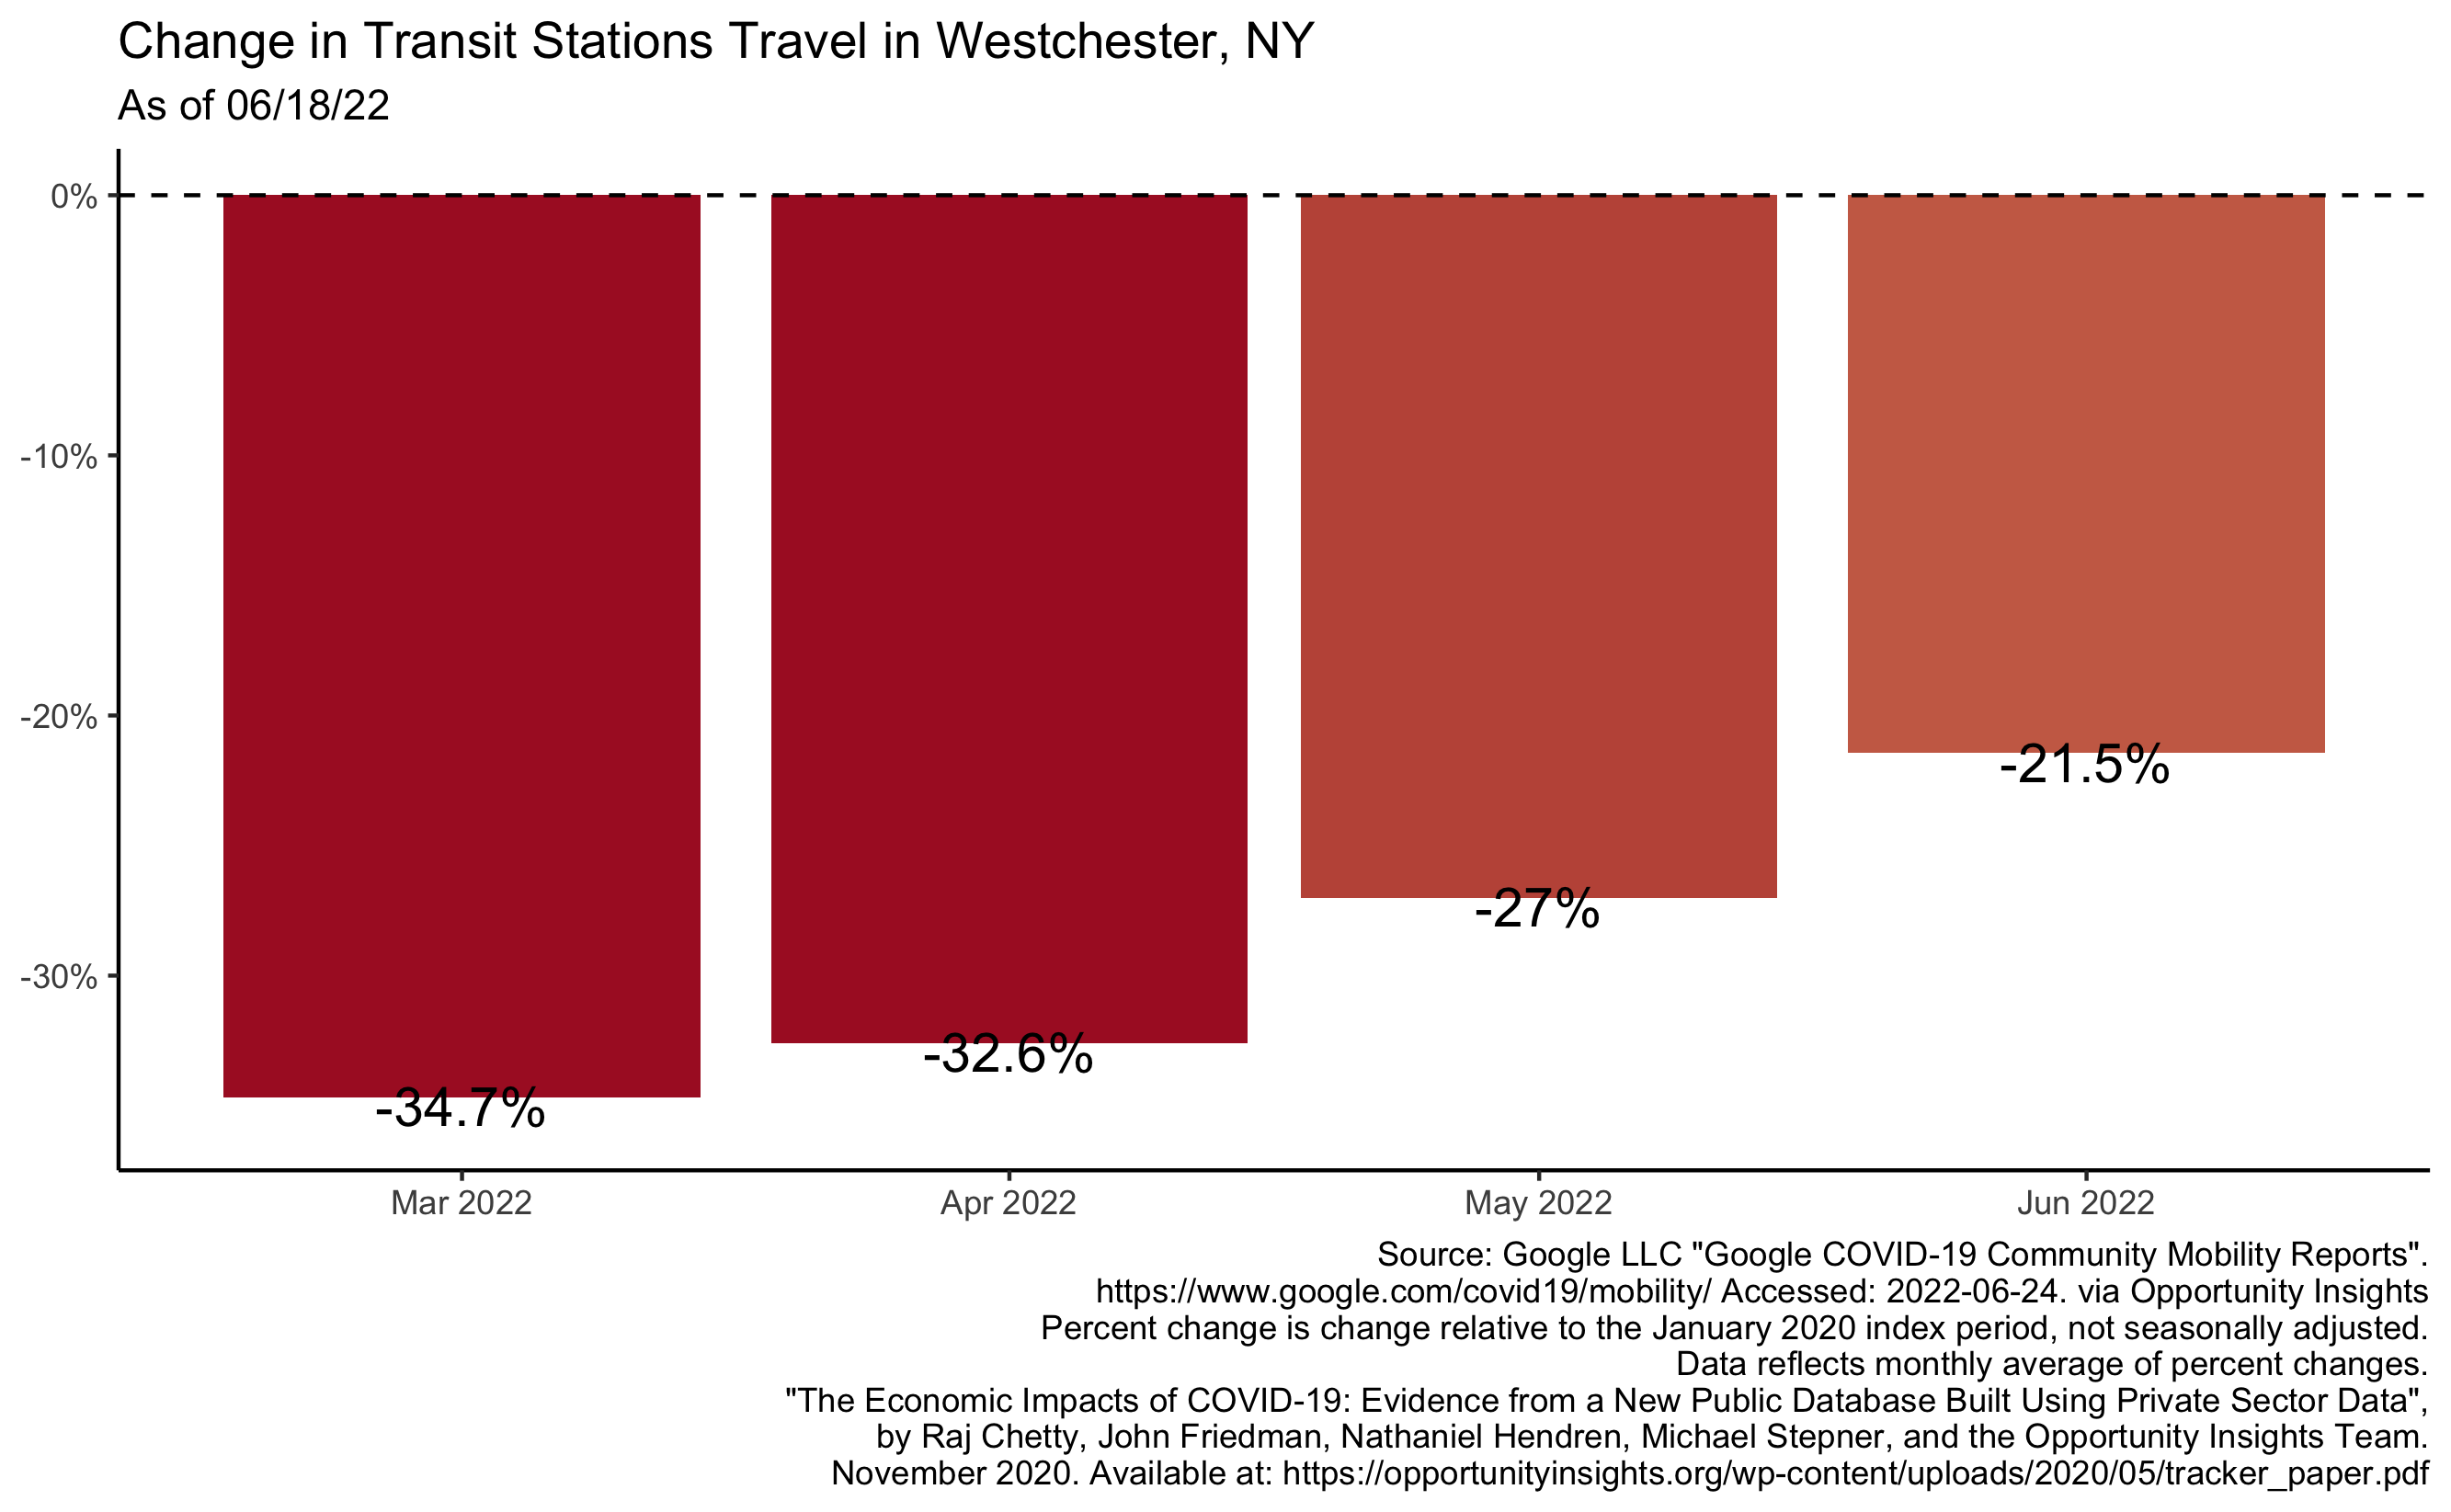 Change in Transit Stations Travel in Westchester, NY
As of 06/18/22
0%
-10%
-20%
-30%
-34.7%
-32.6%
-27%
-21.5%
Mar 2022
Apr 2022
May 2022
Jun 2022
Source: Google LLC "Google COVID-19 Community Mobility Reports".
https://www.google.com/covid19/mobility/ Accessed: 2022-06-24. via Opportunity Insights
Percent change is change relative to the January 2020 index period, not seasonally adjusted.
Data reflects monthly average of percent changes.
"The Economic Impacts of COVID-19: Evidence from a New Public Database Built Using Private Sector Data",
by Raj Chetty, John Friedman, Nathaniel Hendren, Michael Stepner, and the Opportunity Insights Team.
November 2020. Available at: https://opportunityinsights.org/wp-content/uploads/2020/05/tracker_paper.pdf